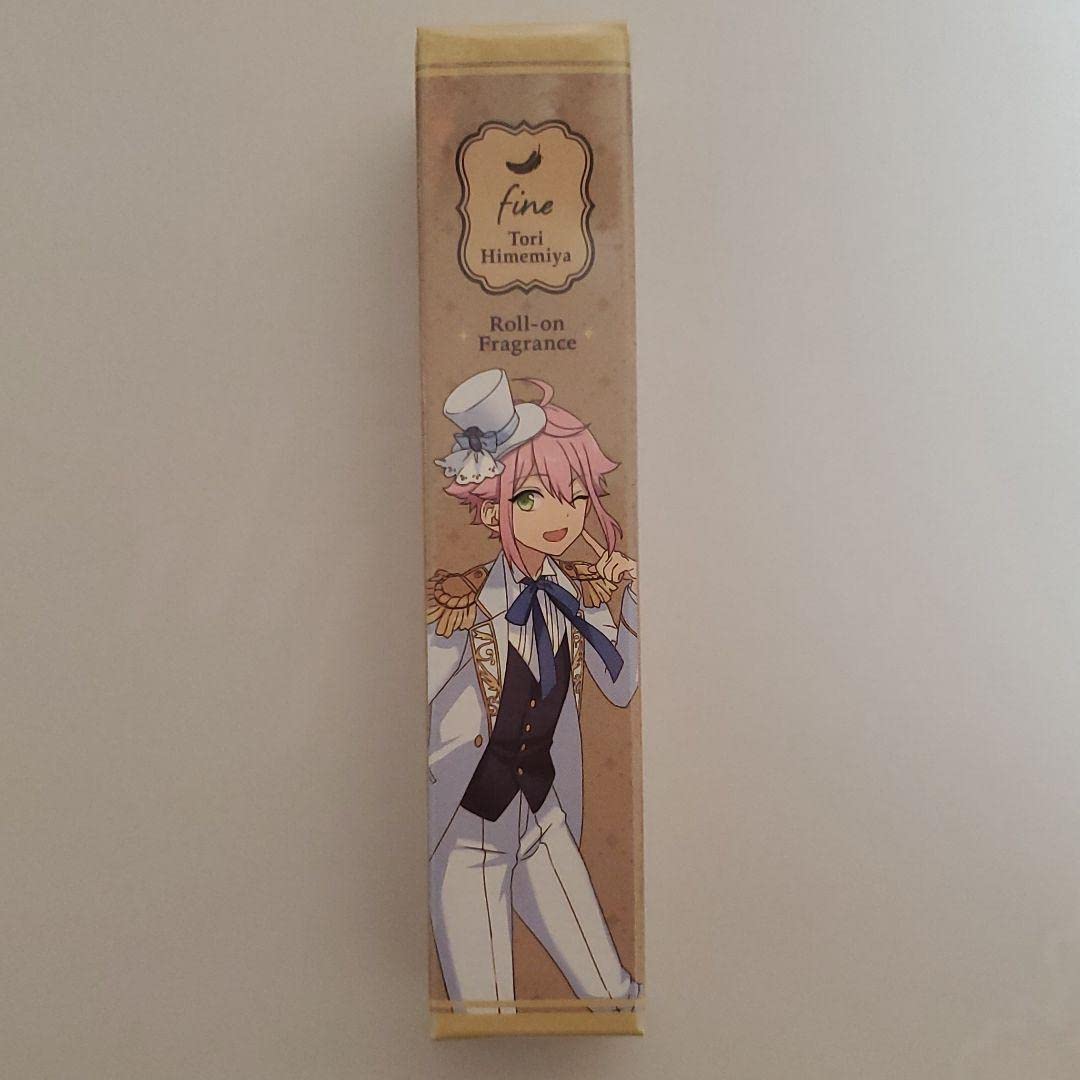 fine
Tori
Himemiya
Roll-on
Fragrance